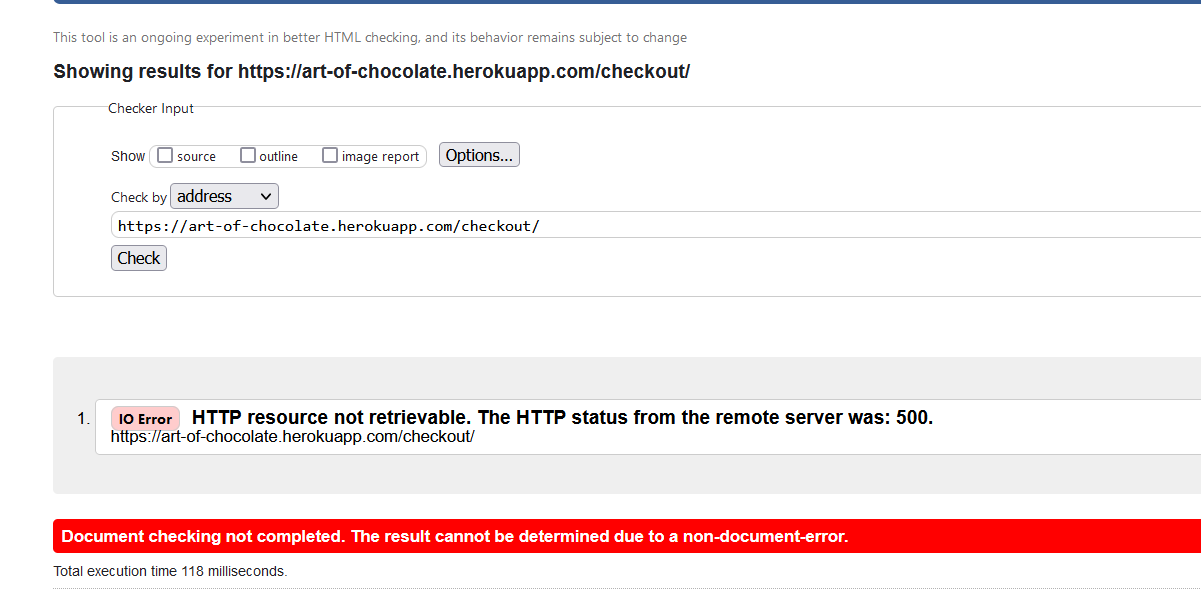 This tool is an ongoing experiment in better HTML checking, and its behavior remains subject to change
Showing results for https://art-of-chocolate.herokuapp.com/checkout/
Checker Input
Show source outline image report Options...
Check by address
https://art-of-chocolate.herokuapp.com/checkout/
Check
1. IO Error HTTP resource not retrievable. The HTTP status from the remote server was: 500.
https://art-of-chocolate.herokuapp.com/checkout/
Document checking not completed. The result cannot be determined due to a non-document-error.
Total execution time 118 milliseconds.